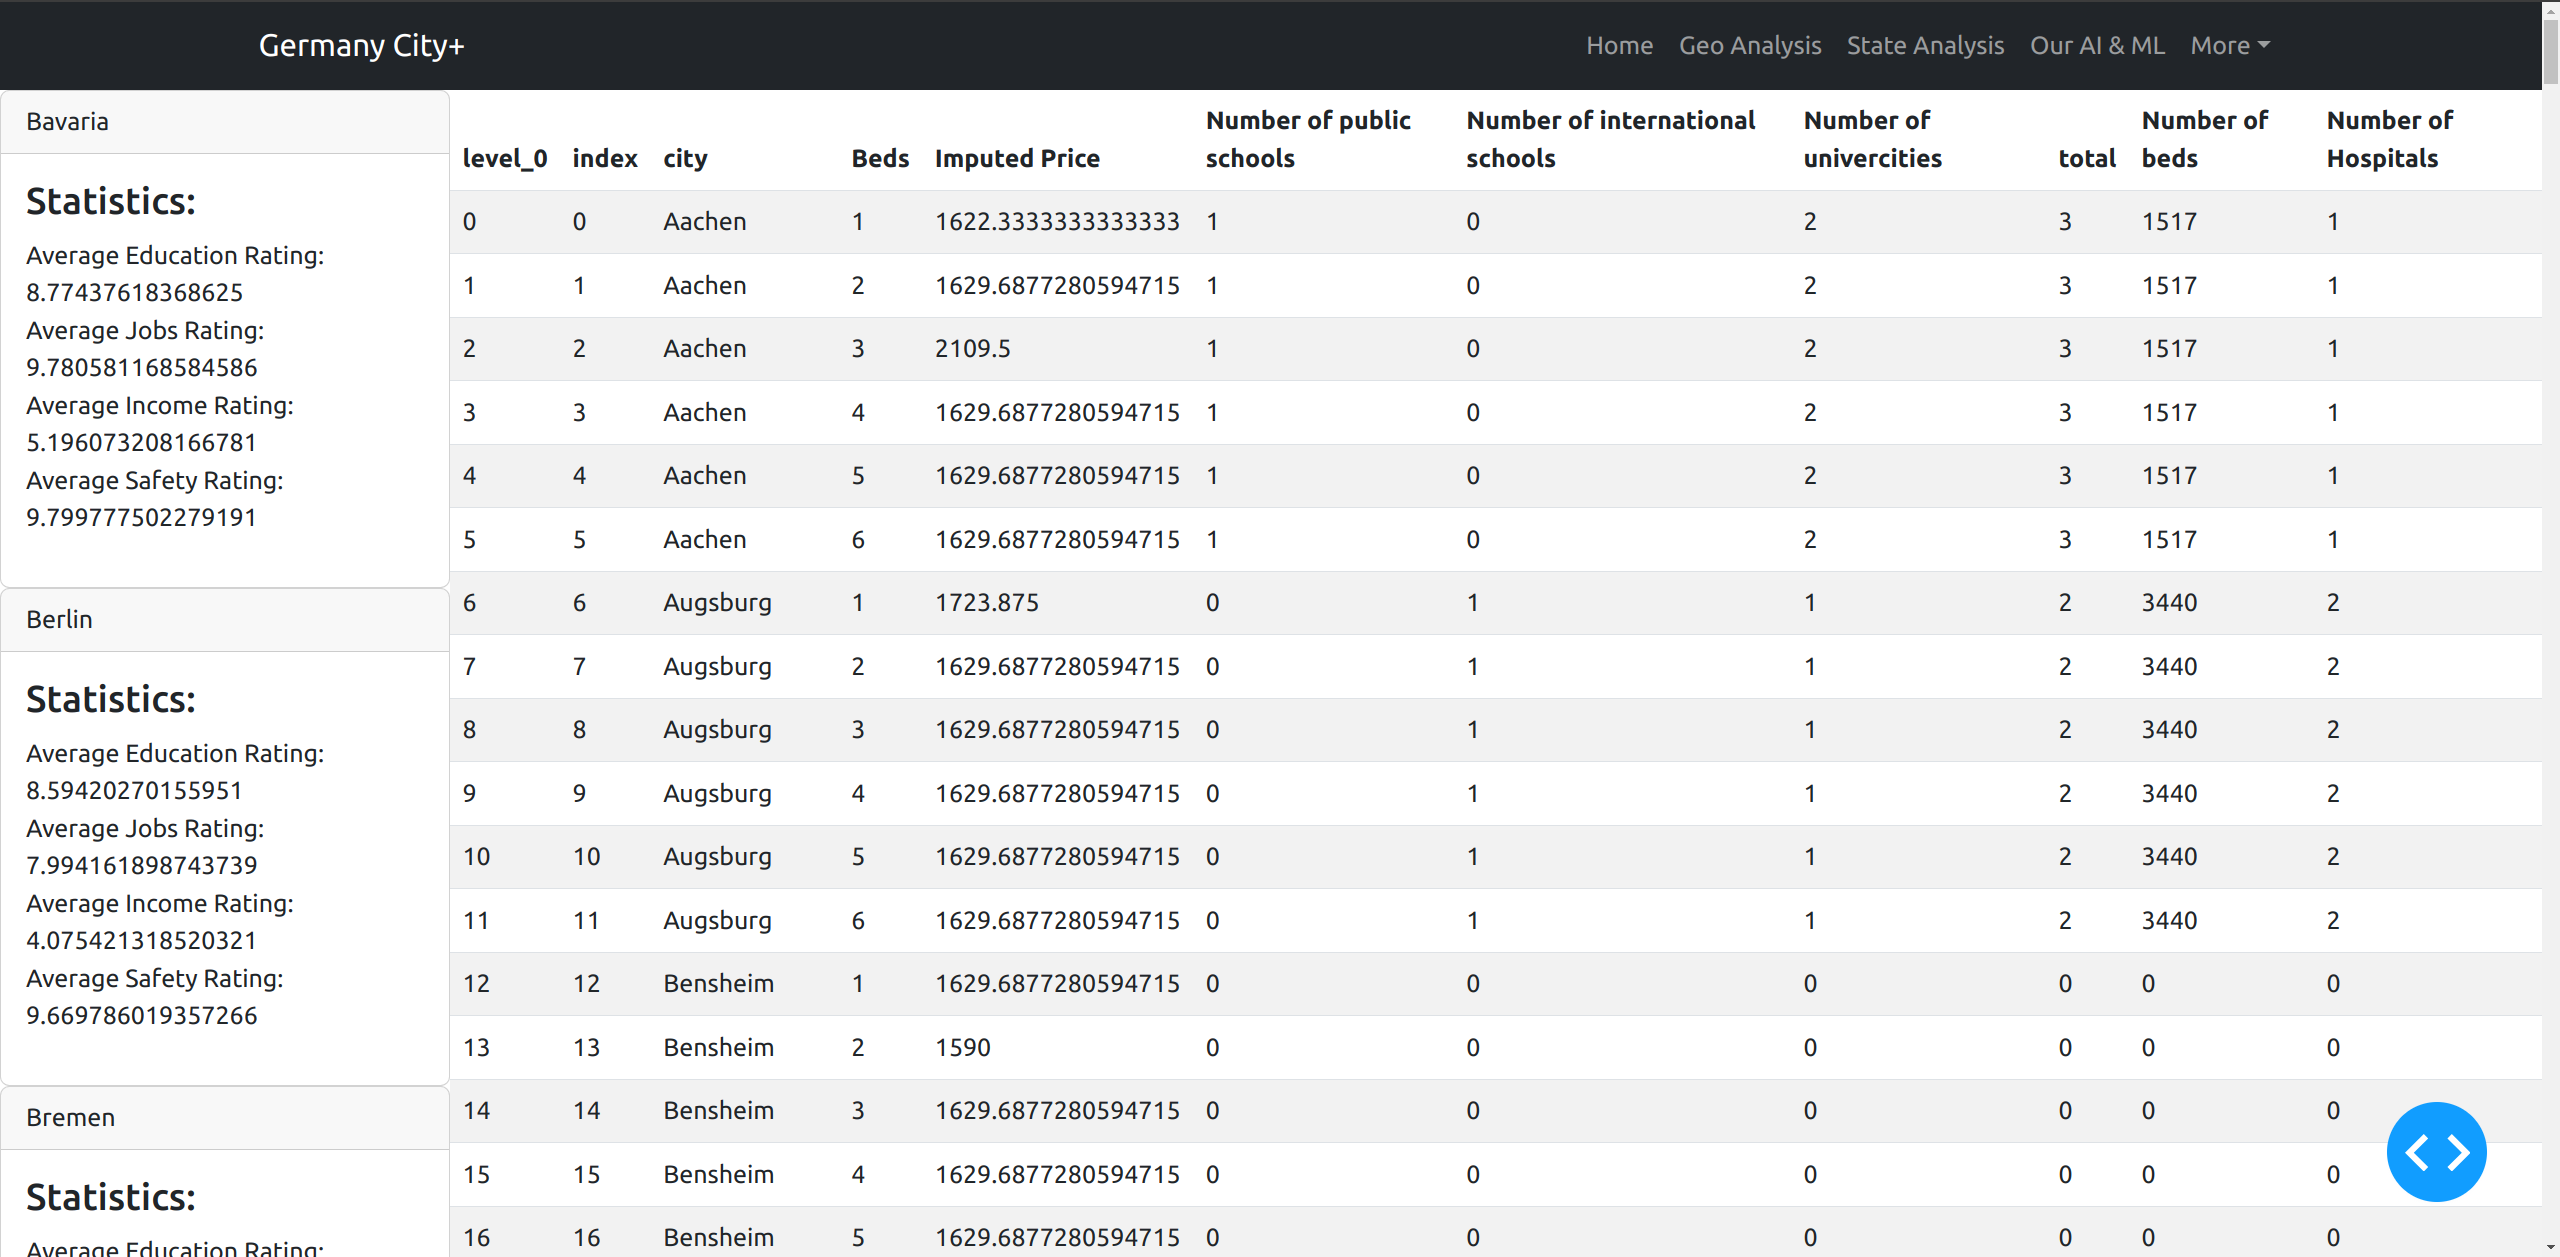 Germany City+
Home Geo Analysis State Analysis Our AI & ML More
Bavaria
Statistics:
Average Education Rating:
8.77437618368625
Average Jobs Rating:
9.780581168584586
Average Income Rating:
5.196073208166781
Average Safety Rating:
9.799777502279191
Berlin
Statistics:
Average Education Rating:
8.59420270155951
Average Jobs Rating:
7.994161898743739
Average Income Rating:
4.075421318520321
Average Safety Rating:
9.669786019357266
Bremen
Statistics:
Average Education Rating:
level_0 index city Beds Imputed Price Number of public schools Number of international schools Number of univercities total Number of beds Number of Hospitals
0 0 Aachen 1 1622.3333333333333 1 0 2 3 1517 1
1 1 Aachen 2 1629.6877280594715 1 0 2 3 1517 1
2 2 Aachen 3 2109.5 1 0 2 3 1517 1
3 3 Aachen 4 1629.6877280594715 1 0 2 3 1517 1
4 4 Aachen 5 1629.6877280594715 1 0 2 3 1517 1
5 5 Aachen 6 1629.6877280594715 1 0 2 3 1517 1
6 6 Augsburg 1 1723.875 0 1 1 2 3440 2
7 7 Augsburg 2 1629.6877280594715 0 1 1 2 3440 2
8 8 Augsburg 3 1629.6877280594715 0 1 1 2 3440 2
9 9 Augsburg 4 1629.6877280594715 0 1 1 2 3440 2
10 10 Augsburg 5 1629.6877280594715 0 1 1 2 3440 2
11 11 Augsburg 6 1629.6877280594715 0 1 1 2 3440 2
12 12 Bensheim 1 1629.6877280594715 0 0 0 0 0 0
13 13 Bensheim 2 1590 0 0 0 0 0 0
14 14 Bensheim 3 1629.6877280594715 0 0 0 0 0 0
15 15 Bensheim 4 1629.6877280594715 0 0 0 0 0 0
16 16 Bensheim 5 1629.6877280594715 0 0 0 0 0 0